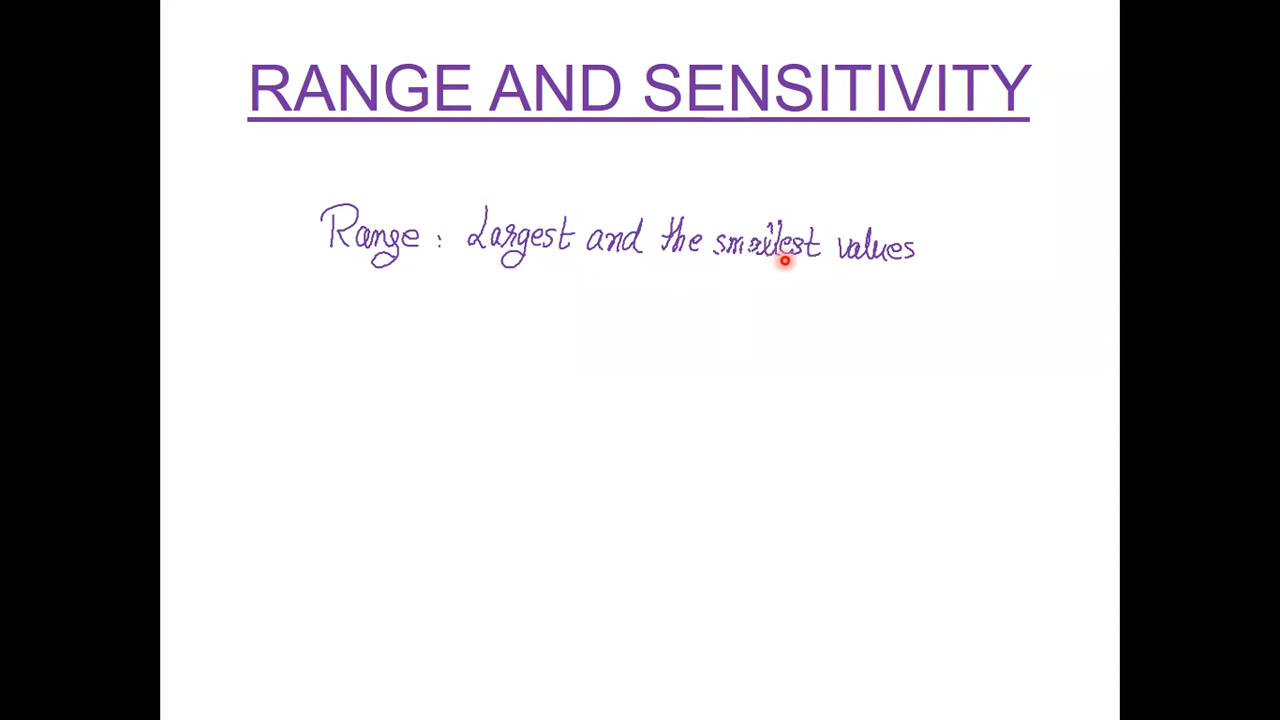 RANGE AND SENSITIVITY
Range : Largest and the smallest values